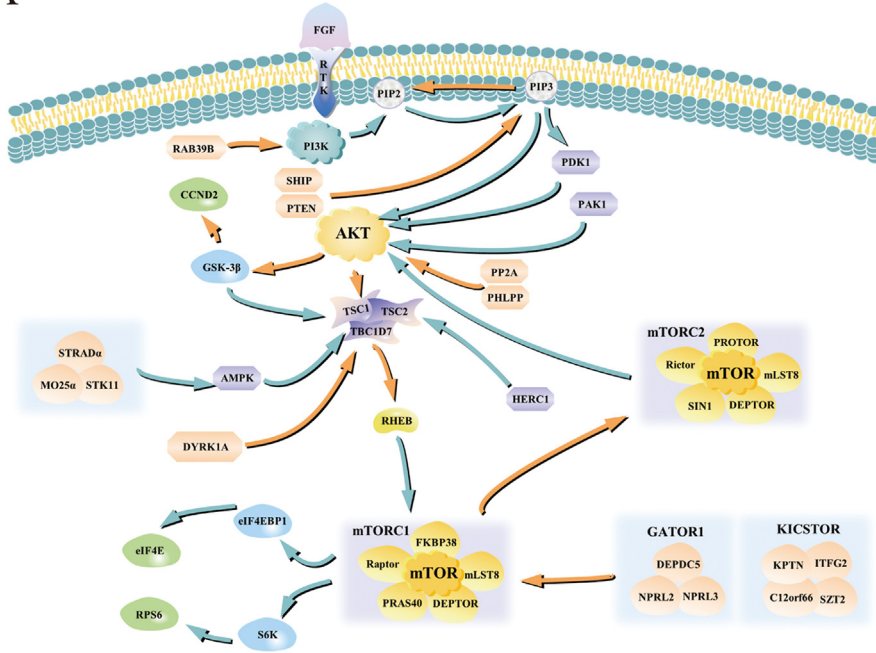 FGF
R
T
K
PIP2
PIP3
RAB39B
PI3K
PDK1
SHIP
PTEN
CCND2
PAK1
AKT
GSK-3β
PP2A
PHLPP
TSC1
TSC2
TBC1D7
STRADα
MO25α
STK11
AMPK
HERC1
mTORC2
PROTOR
Rictor
mTOR
mLST8
SIN1
DEPTOR
DYRK1A
RHEB
eIF4EBP1
eIF4E
mTORC1
FKBP38
Raptor
mTOR
mLST8
PRAS40
DEPTOR
RPS6
S6K
GATOR1
DEPDC5
NPRL2
NPRL3
KICSTOR
KPTN
ITFG2
C12orf66
SZT2